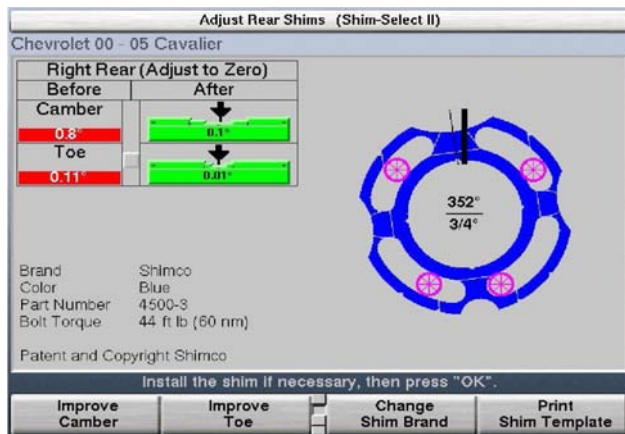 Adjust Rear Shims (Shim-Select II)
Chevrolet 00 - 05 Cavalier
Right Rear (Adjust to Zero)
Before After
Camber
0.8° 0.1°
Toe
0.11° 0.01°
352°
3/4°
Brand Shimco
Color Blue
Part Number 4500-3
Bolt Torque 44 ft lb (60 nm)
Patent and Copyright Shimco
Install the shim if necessary, then press "OK".
Improve Camber
Improve Toe
Change Shim Brand
Print Shim Template